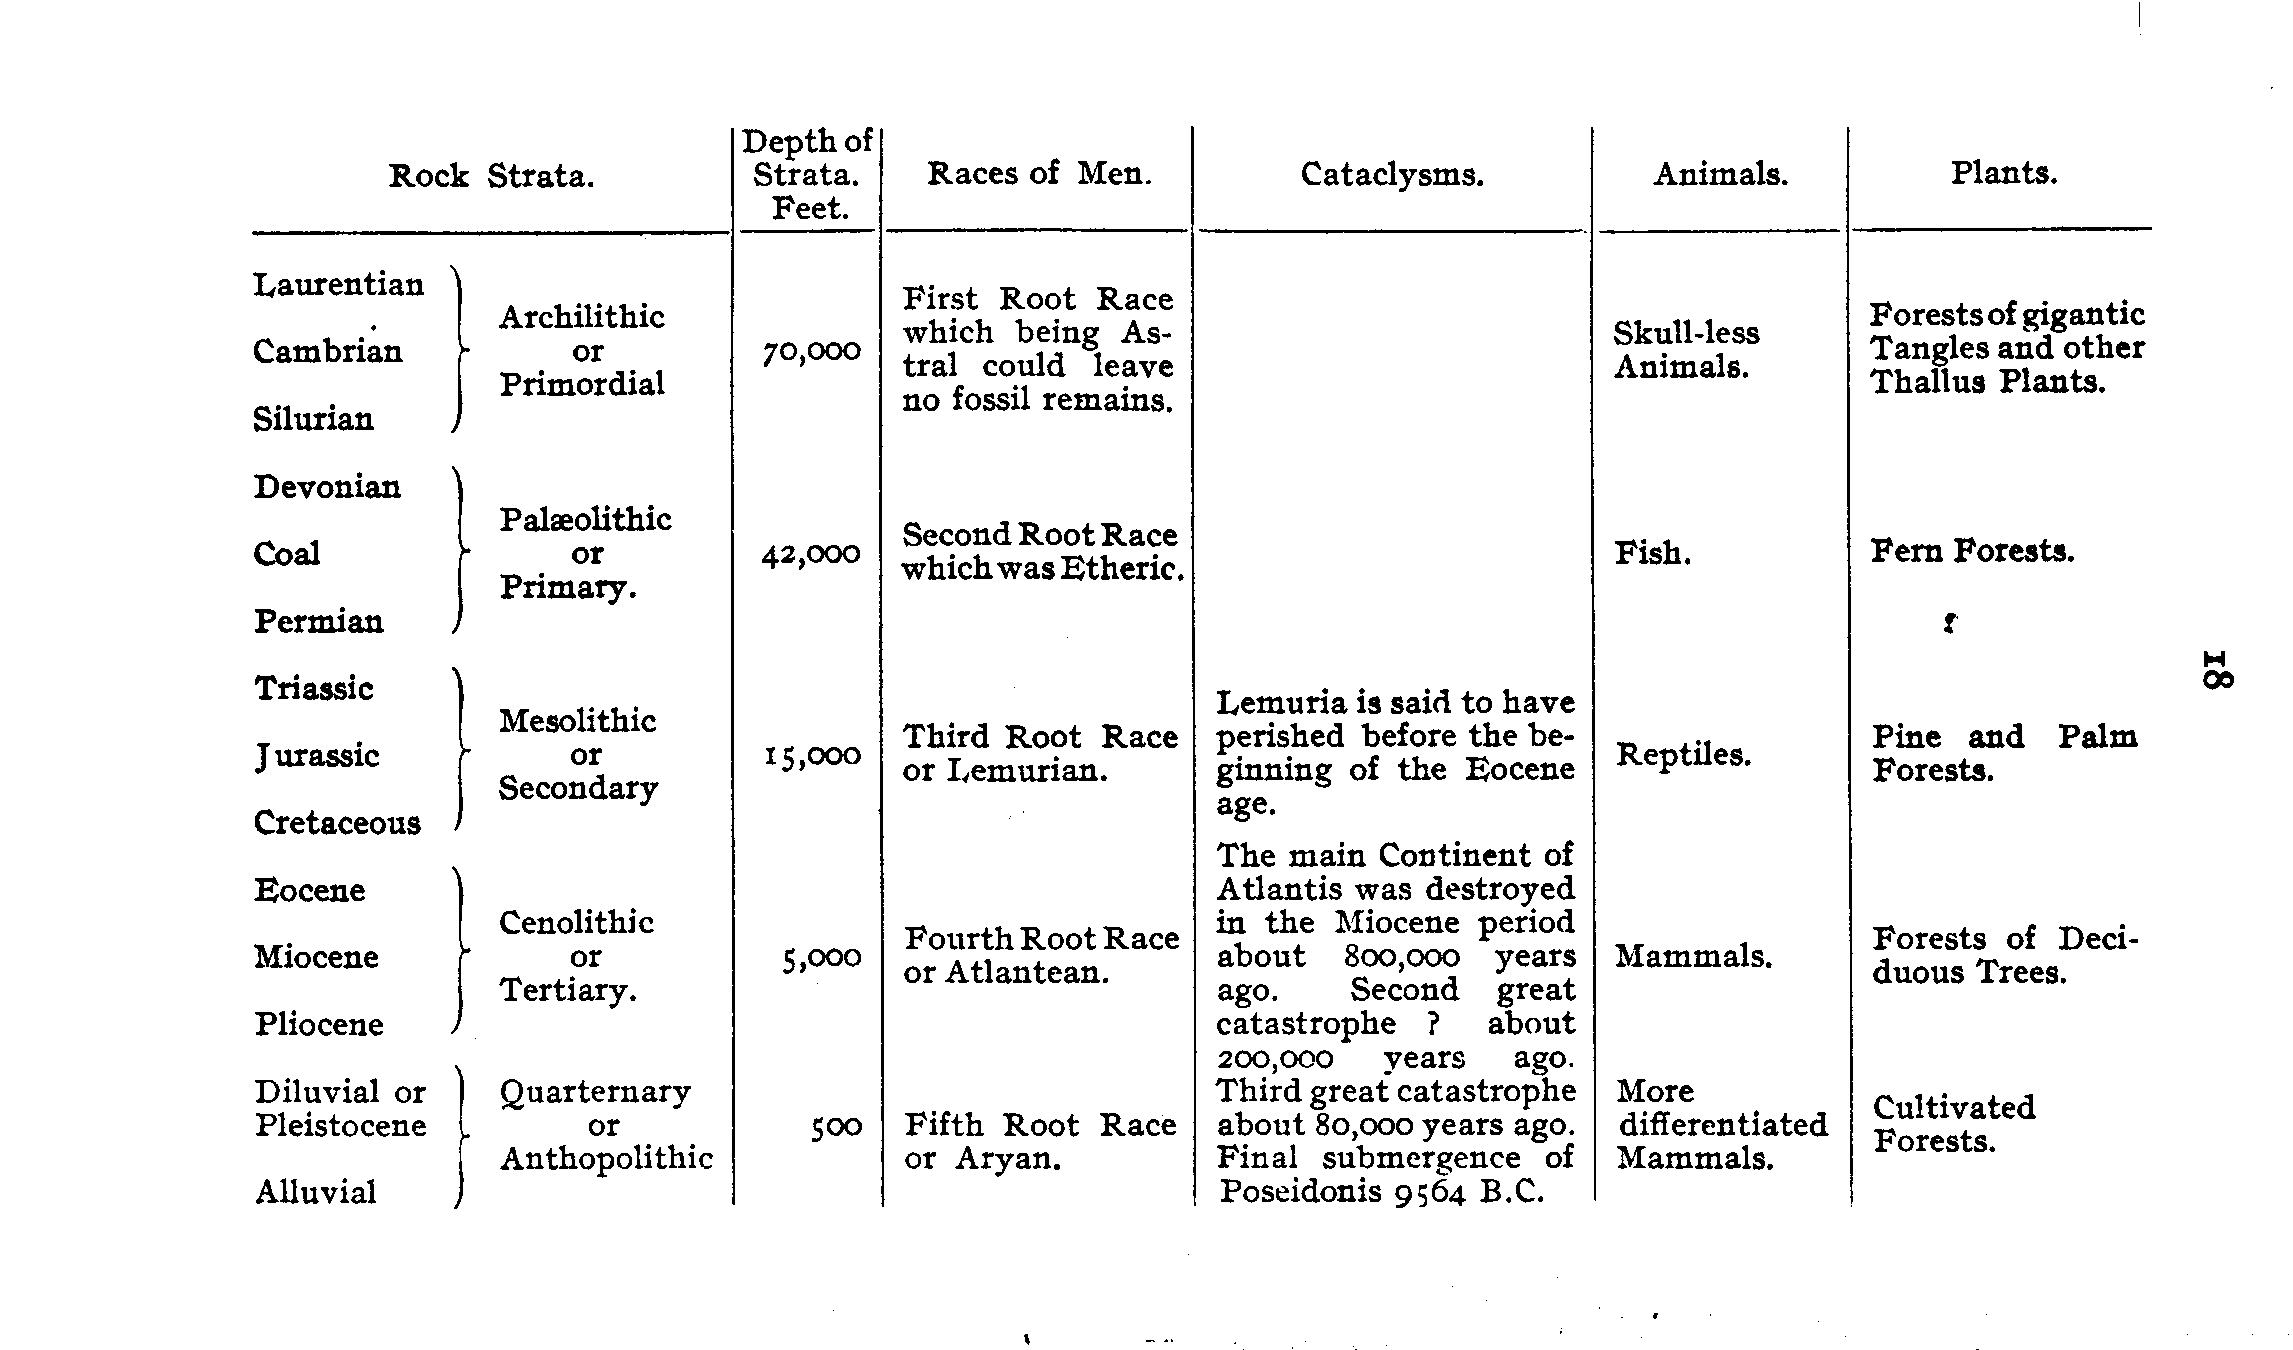 Rock Strata.
Depth of
Strata.
Feet.
Races of Men.
Cataclysms.
Animals.
Plants.
Laurentian
Cambrian
Silurian
Archilithic
or
Primordial
70,000
First Root Race
which being As-
tral could leave
no fossil remains.
Skull-less
Animals.
Forests of gigantic
Tangles and other
Thallus Plants.
Devonian
Coal
Permian
Palæolithic
or
Primary.
42,000
Second Root Race
which was Etheric.
Fish.
Fern Forests.
Triassic
Jurassic
Cretaceous
Mesolithic
or
Secondary
15,000
Third Root Race
or Lemurian.
Lemuria is said to have
perished before the be-
ginning of the Eocene
age.
Reptiles.
Pine and Palm
Forests.
Eocene
Miocene
Pliocene
Cenolithic
or
Tertiary.
5,000
Fourth Root Race
or Atlantean.
The main Continent of
Atlantis was destroyed
in the Miocene period
about 800,000 years
ago. Second great
catastrophe ? about
200,000 years ago.
Mammals.
Forests of Deci-
duous Trees.
Diluvial or
Pleistocene
Alluvial
Quarternary
or
Anthopolithic
500
Fifth Root Race
or Aryan.
Third great catastrophe
about 80,000 years ago.
Final submergence of
Poseidonis 9564 B.C.
More
differentiated
Mammals.
Cultivated
Forests.
18